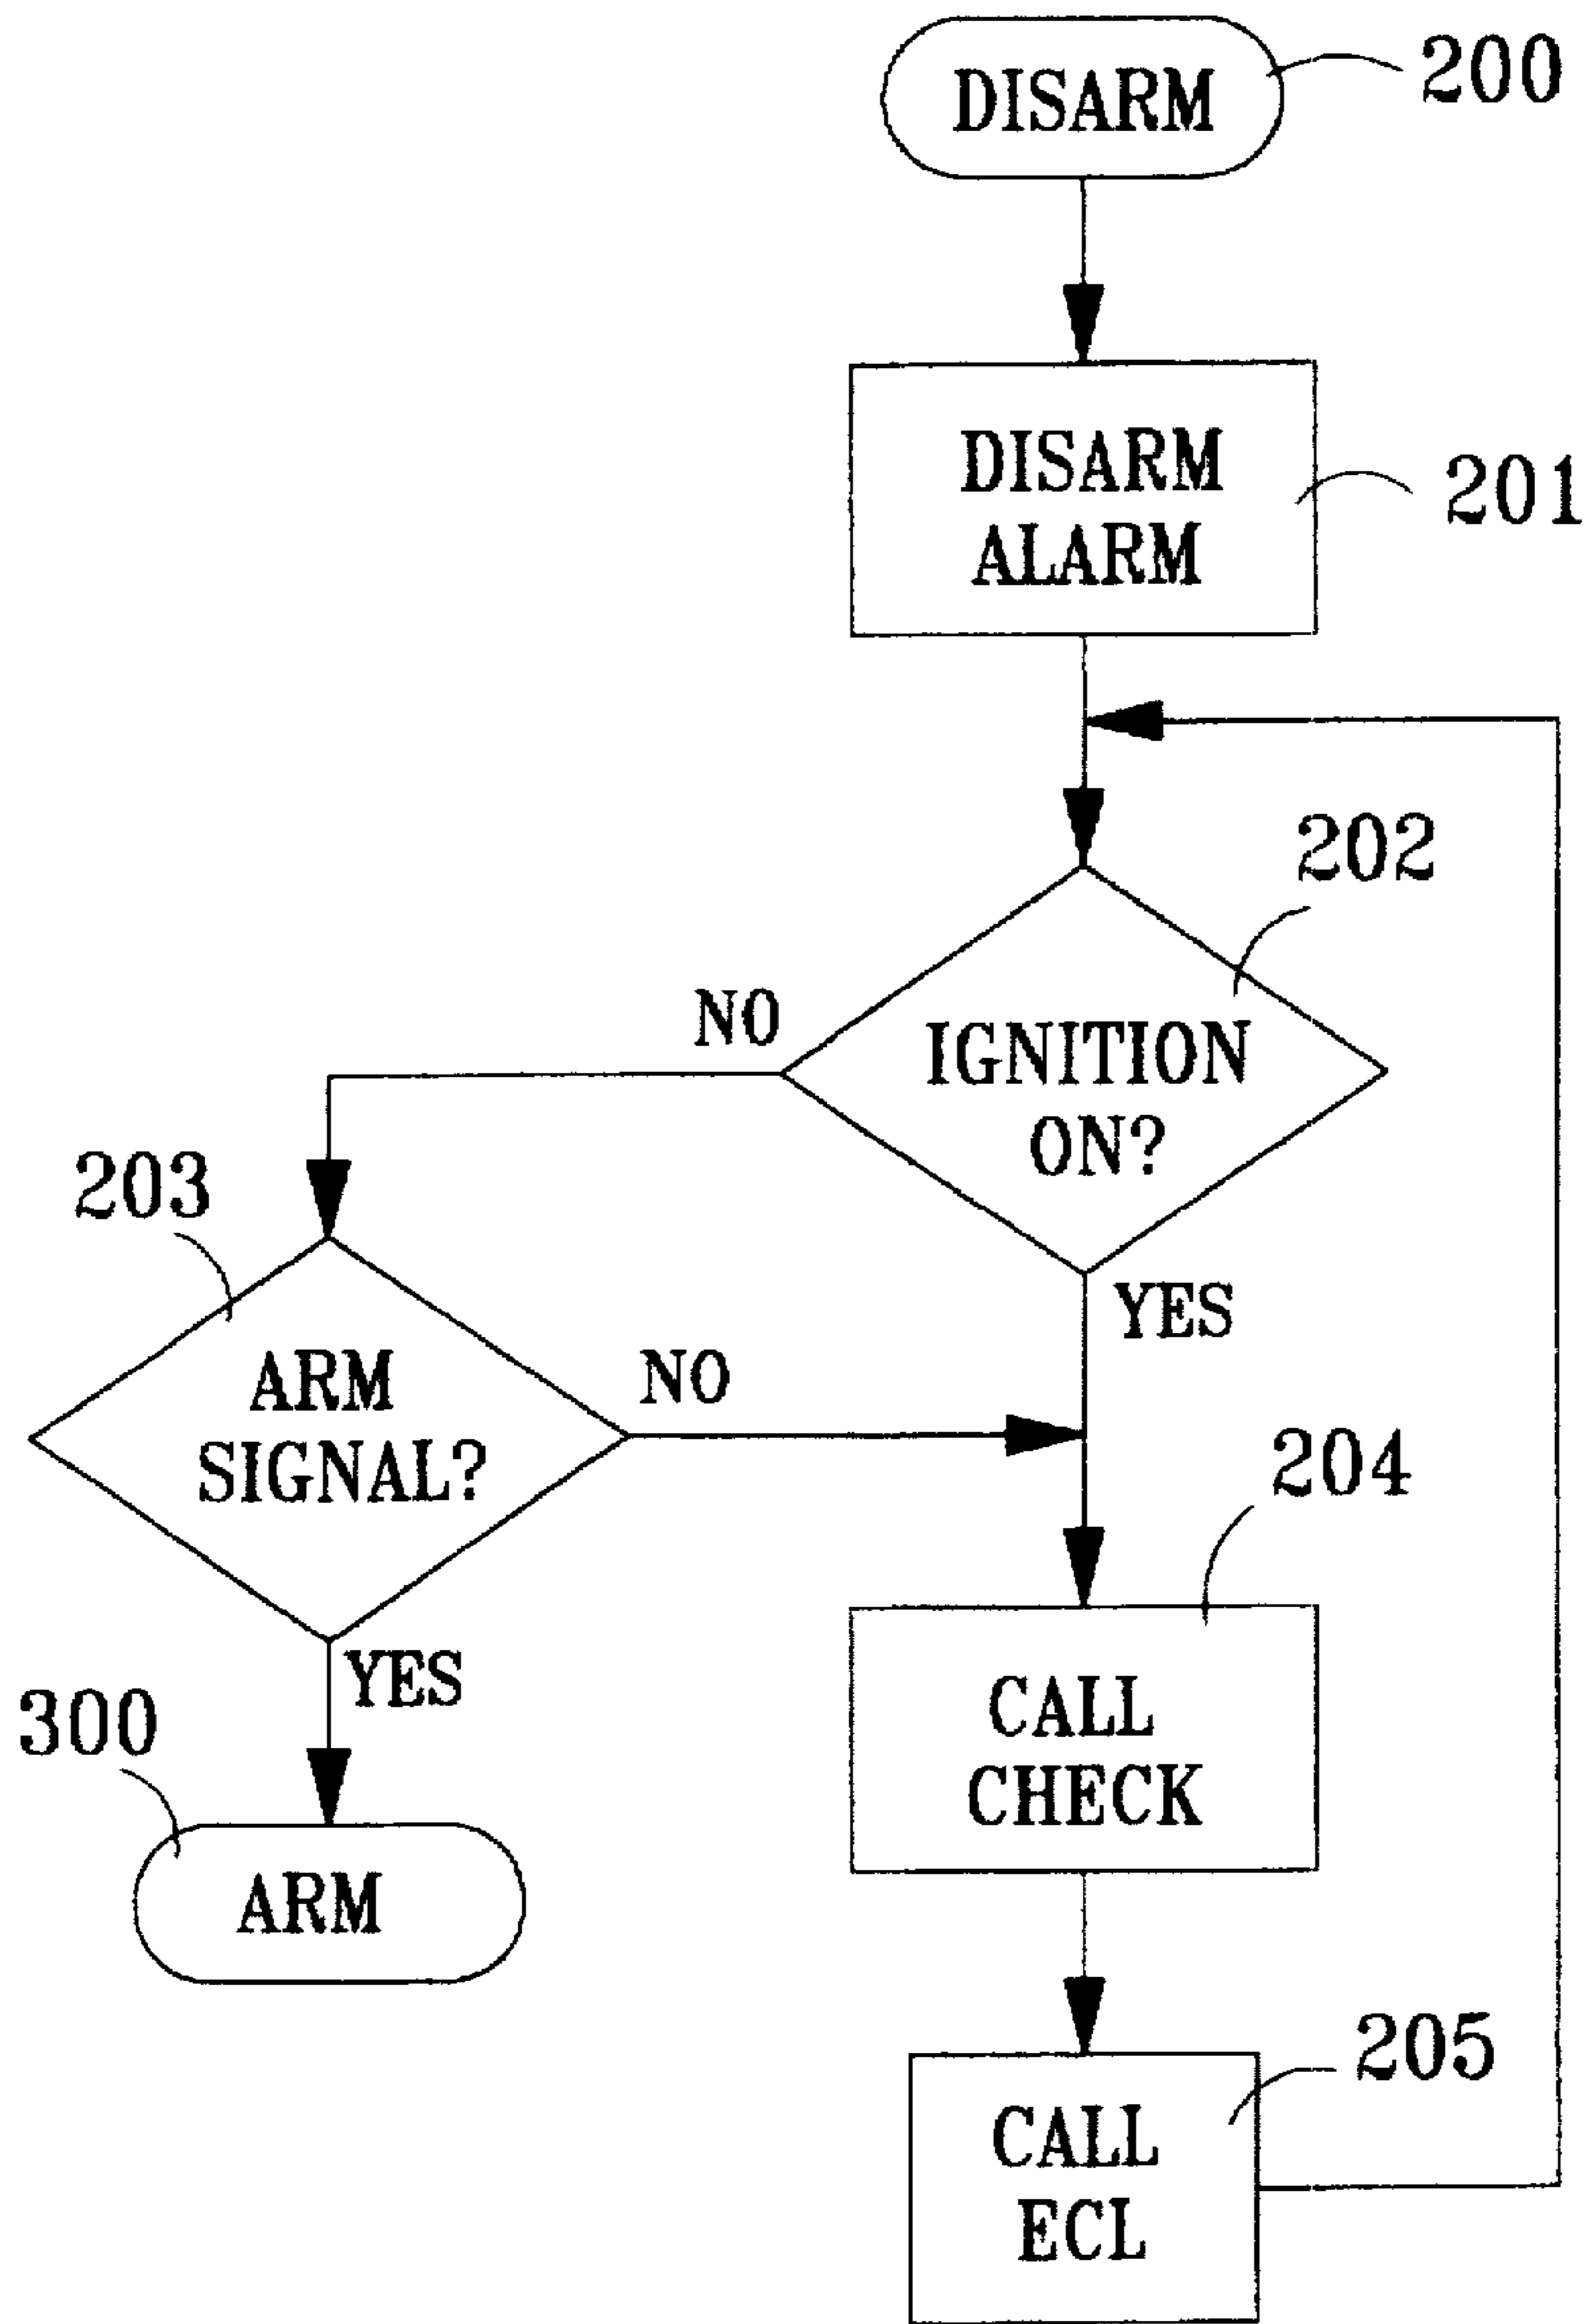 DISARM
200
DISARM
ALARM
201
202
NO
IGNITION
ON?
203
YES
ARM
SIGNAL?
NO
204
YES
300
CALL
CHECK
ARM
205
CALL
ECL